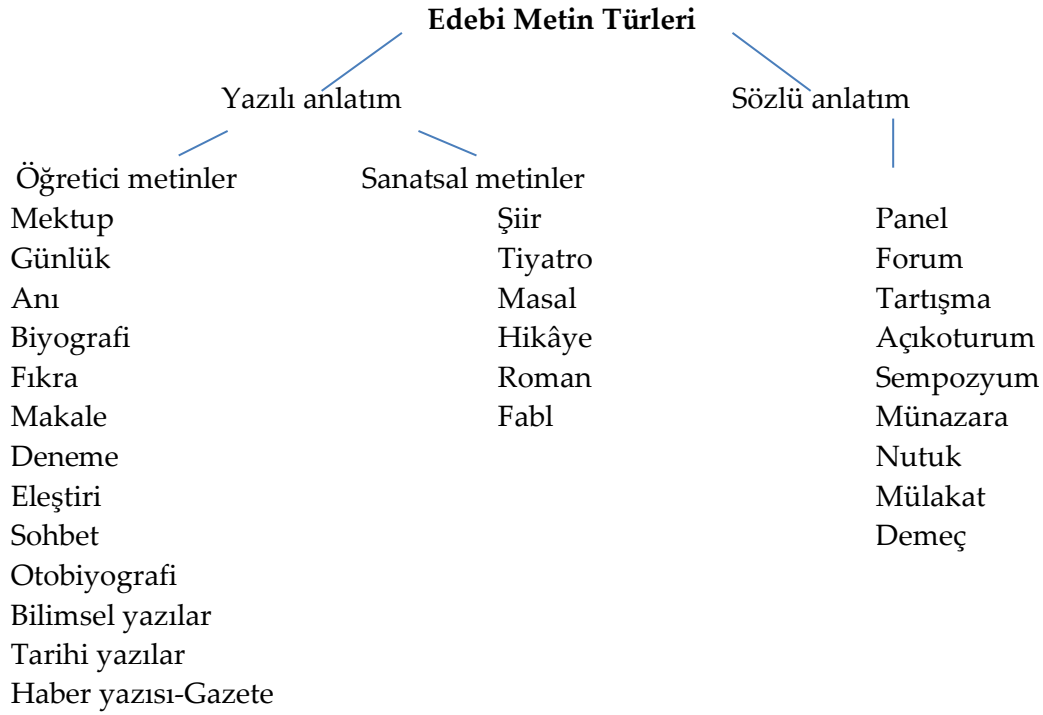 Edebi Metin Türleri
Yazılı anlatım Sözlü anlatım
Öğretici metinler Sanatsal metinler
Mektup Şiir Panel
Günlük Tiyatro Forum
Anı Masal Tartışma
Biyografi Hikâye Açıkoturum
Fıkra Roman Sempozyum
Makale Fabl Münazara
Deneme Nutuk
Eleştiri Mülakat
Sohbet Demeç
Otobiyografi
Bilimsel yazılar
Tarihi yazılar
Haber yazısı-Gazete